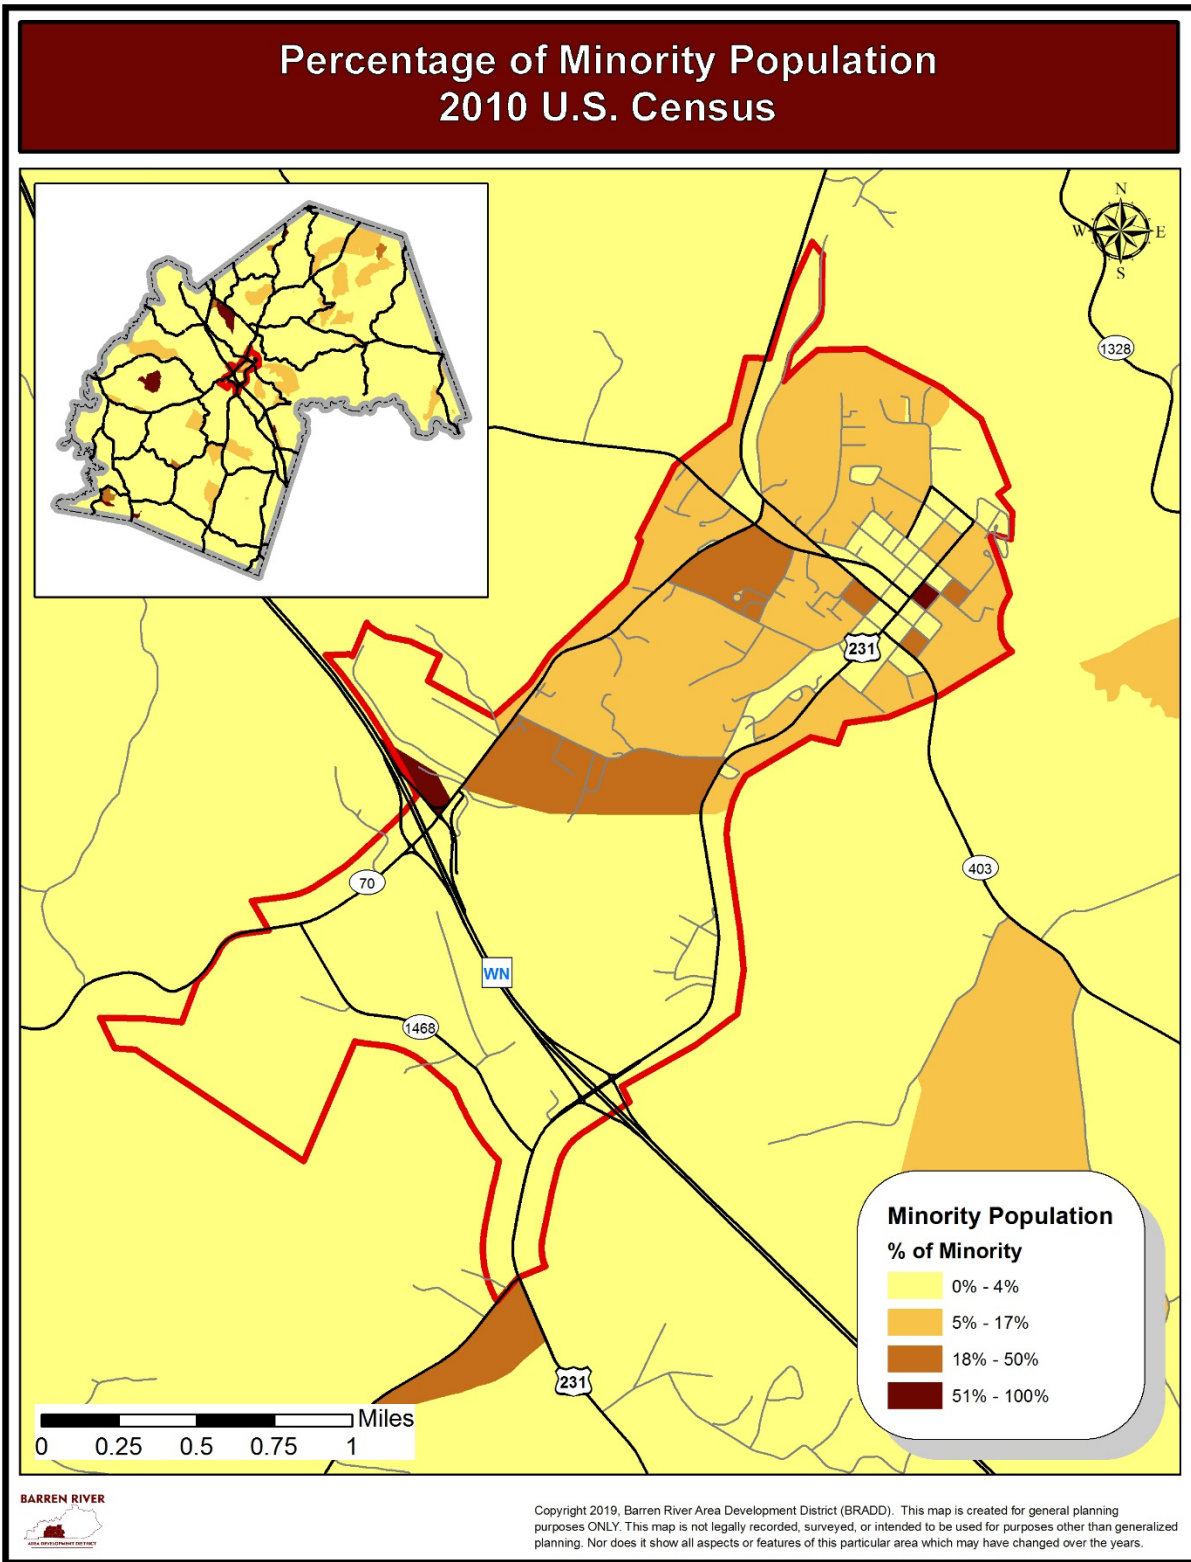 Percentage of Minority Population
2010 U.S. Census
N
W
E
S
1328
231
403
70
WN
1468
231
Minority Population
% of Minority
0% - 4%
5% - 17%
18% - 50%
51% - 100%
Miles
0 0.25 0.5 0.75 1
BARREN RIVER
AREA DEVELOPMENT DISTRICT
Copyright 2019, Barren River Area Development District (BRADD). This map is created for general planning
purposes ONLY. This map is not legally recorded, surveyed, or intended to be used for purposes other than generalized
planning. Nor does it show all aspects or features of this particular area which may have changed over the years.